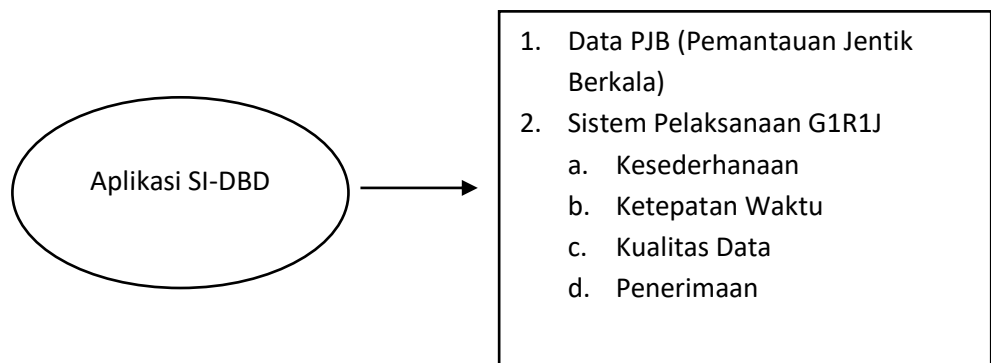 Aplikasi SI-DBD
1. Data PJB (Pemantauan Jentik
Berkala)
2. Sistem Pelaksanaan G1R1J
a. Kesederhanaan
b. Ketepatan Waktu
c. Kualitas Data
d. Penerimaan